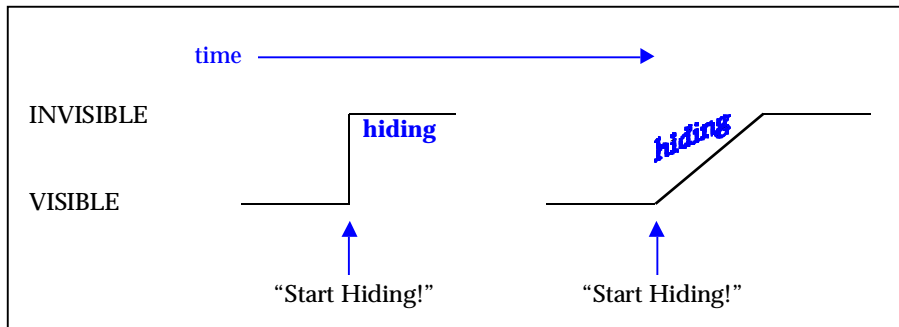 time
INVISIBLE
hiding
hiding
VISIBLE
“Start Hiding!”
“Start Hiding!”